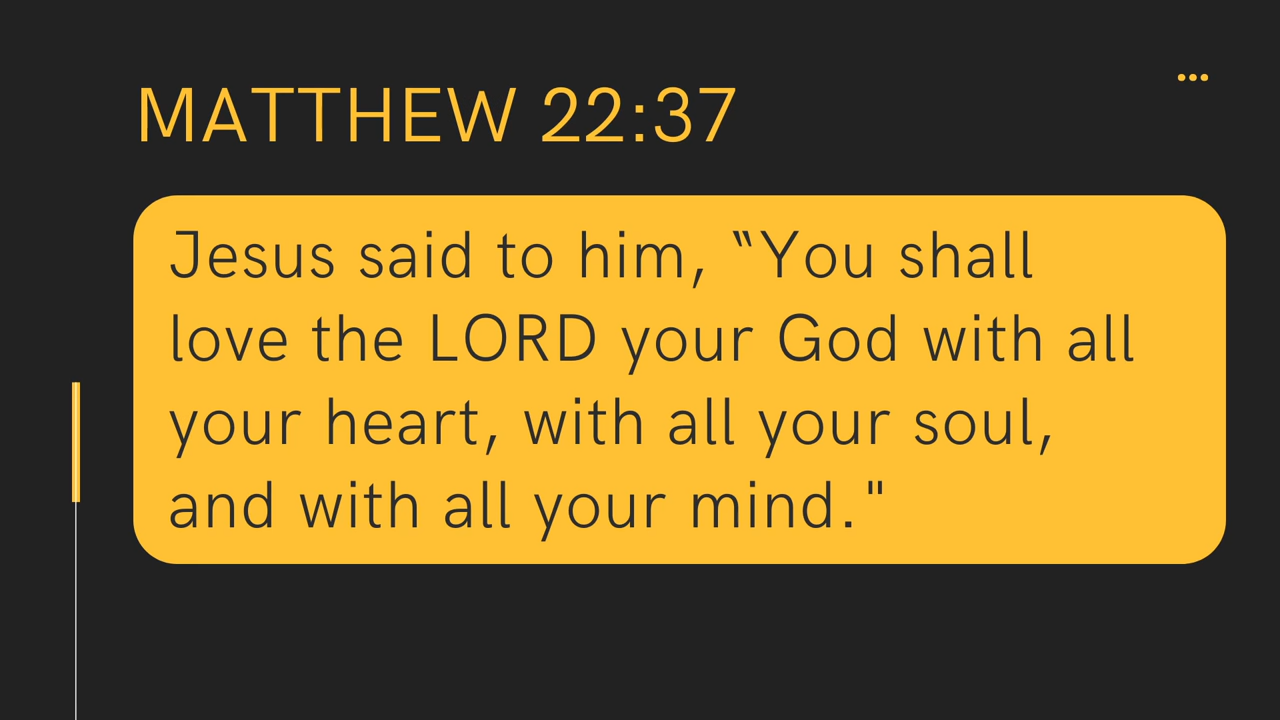 MATTHEW 22:37
Jesus said to him, “You shall
love the LORD your God with all
your heart, with all your soul,
and with all your mind."